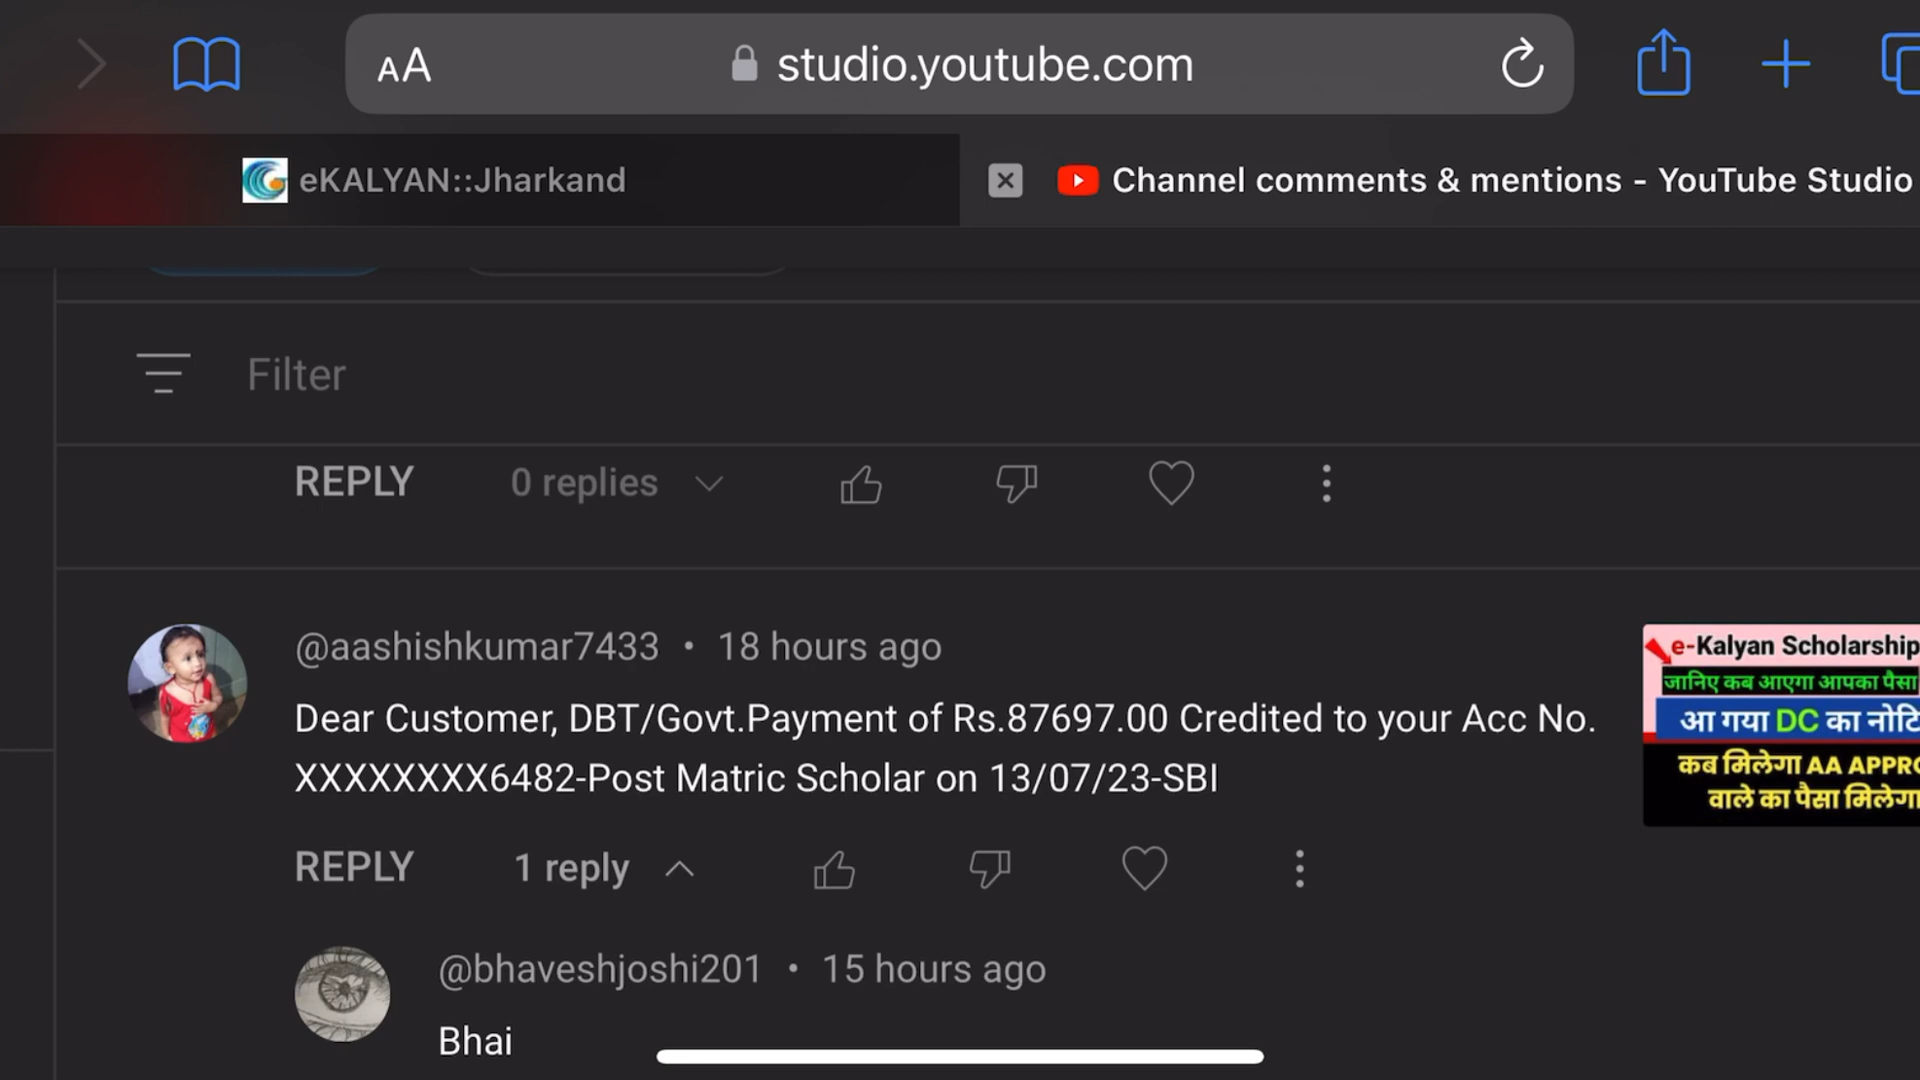 AA studio.youtube.com
eKALYAN::Jharkand
Channel comments & mentions - YouTube Studio
Filter
REPLY 0 replies
@aashishkumar7433 • 18 hours ago
Dear Customer, DBT/Govt.Payment of Rs.87697.00 Credited to your Acc No.
XXXXXXXX6482-Post Matric Scholar on 13/07/23-SBI
e-Kalyan Scholarship
जानिए कब आएगा आपका पैसा
आ गया DC का
कब मिलेगा AA
वाले का पैसा मिलेगा
REPLY 1 reply
@bhaveshjoshi201 • 15 hours ago
Bhai